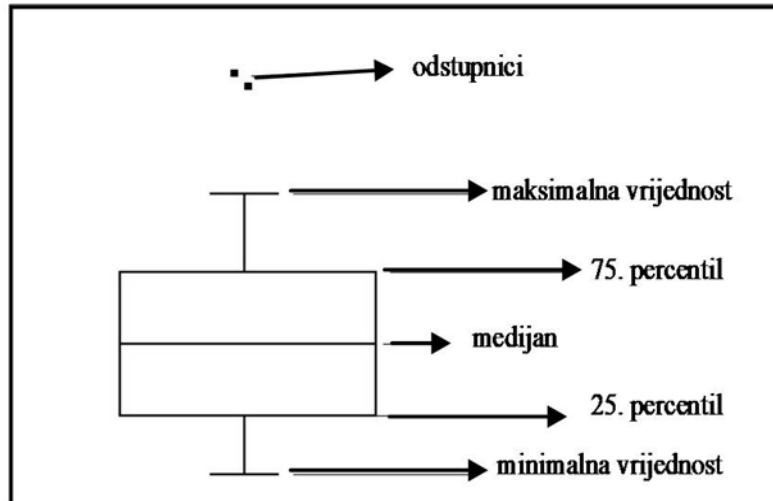 odstupnici
maksimalna vrijednost
75. percentil
medijan
25. percentil
minimalna vrijednost